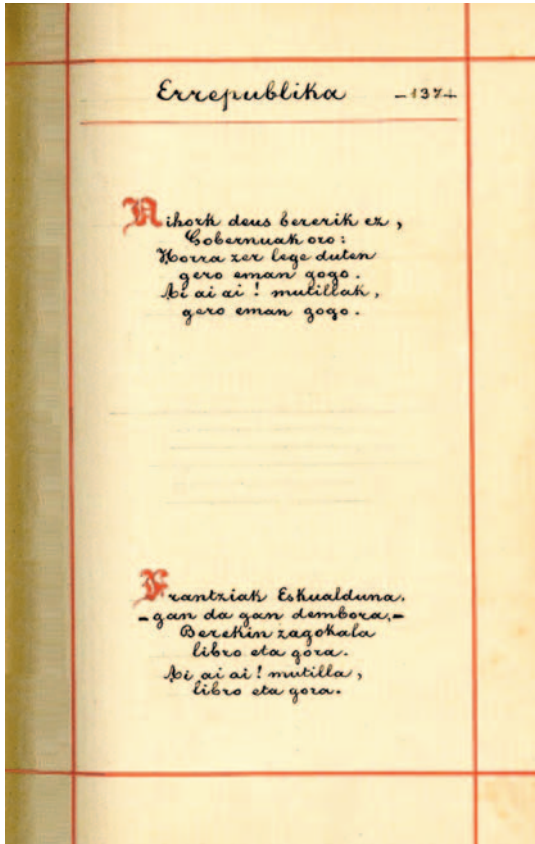 Errepublika -137-
Nihork deus bererik ez,
Gobernuak oro:
Horra zer lege duten
gero eman gogo.
Ai ai ai! mutillak,
gero eman gogo.
Frantziak Eskualduna.
-gan da gan dembora,-
Berekin zagokala
libro eta gora.
Ai ai ai! mutilla,
libro eta gora.